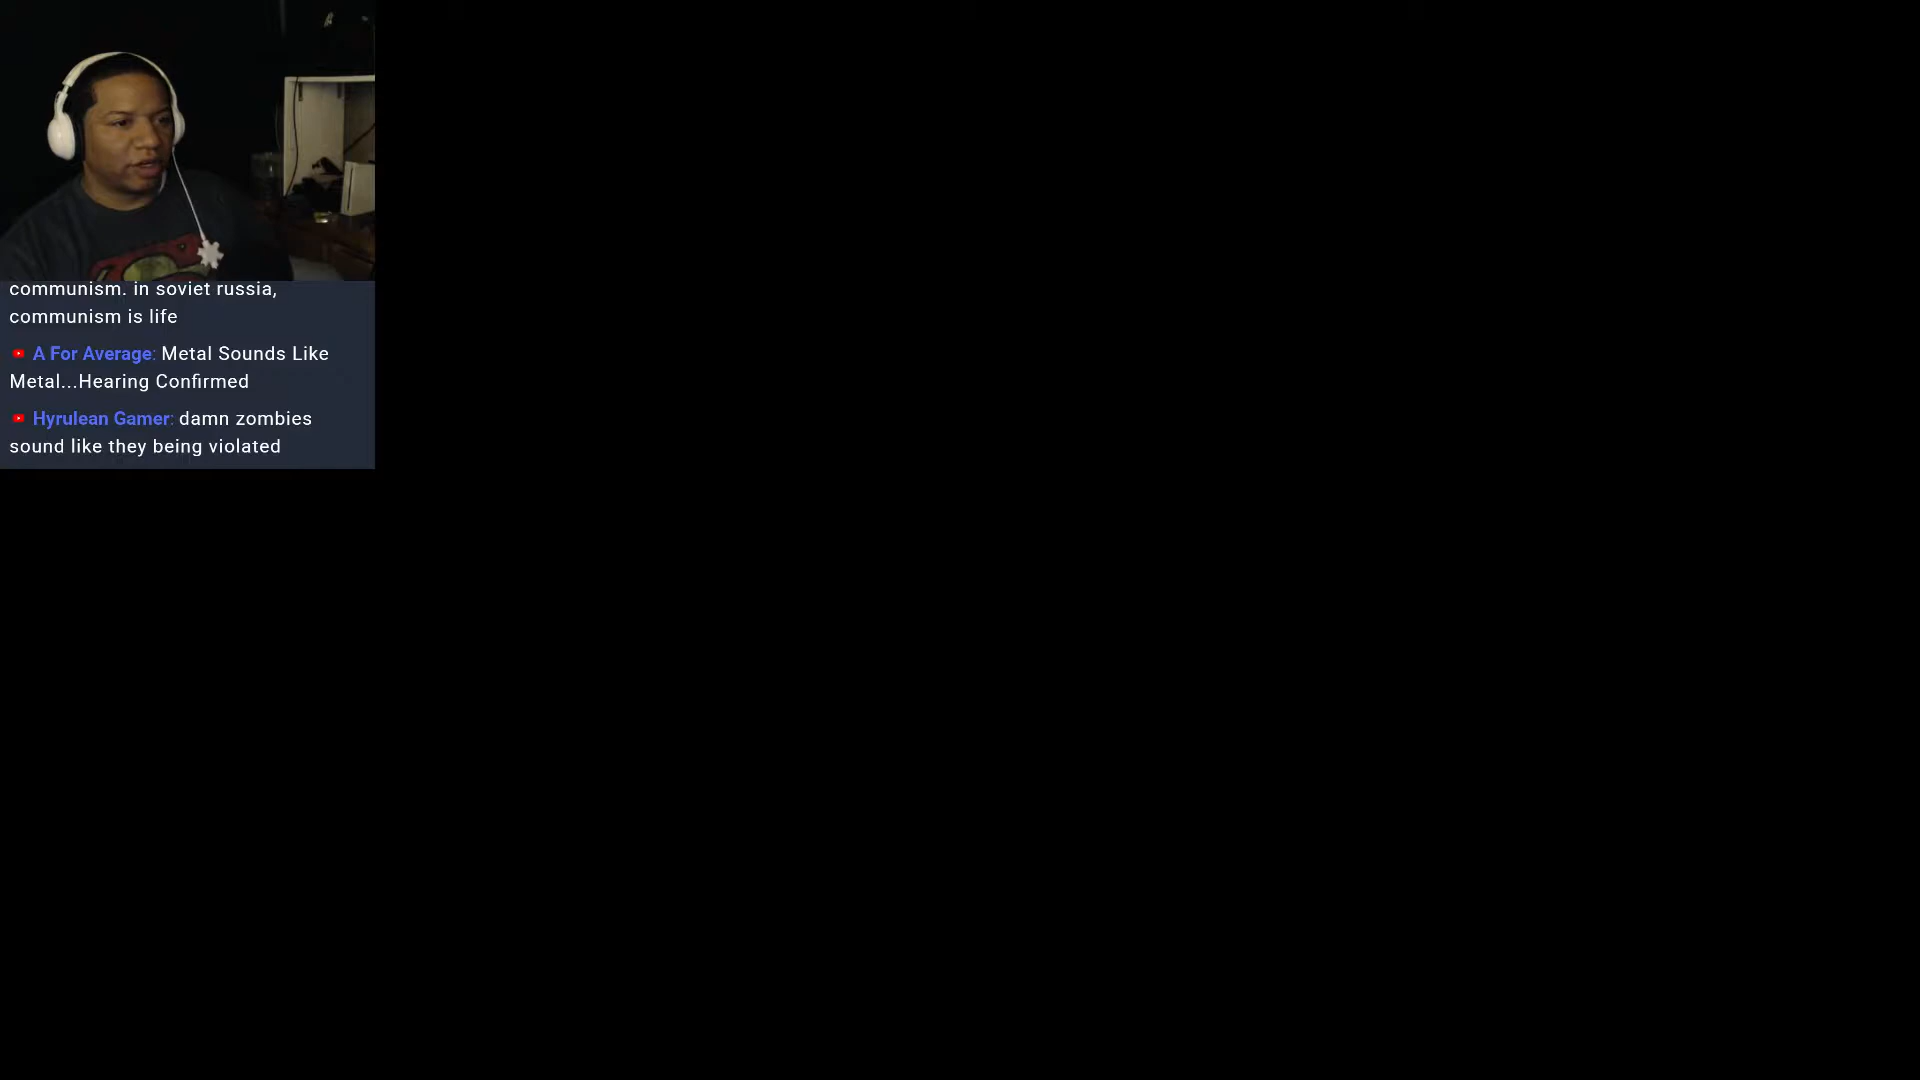 communism. in soviet russia,
communism is life
A For Average: Metal Sounds Like
Metal...Hearing Confirmed
Hyrulean Gamer: damn zombies
sound like they being violated